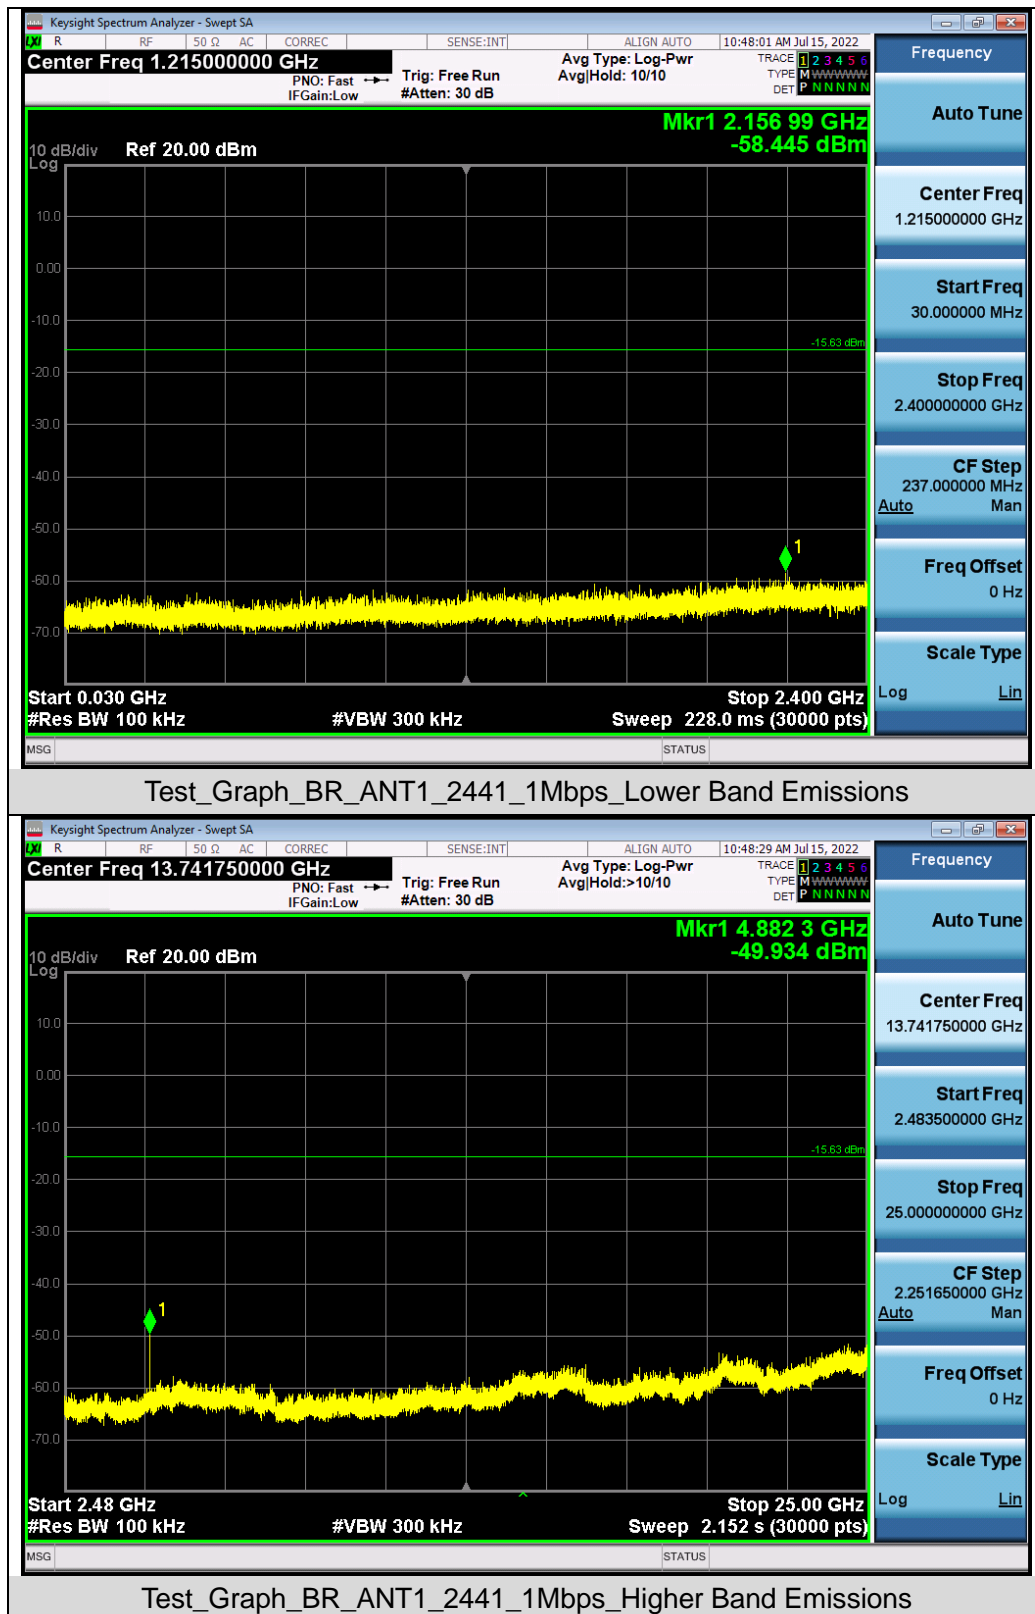 Keysight Spectrum Analyzer - Swept SA
LXI R RF 50 Ω AC CORREC SENSE:INT ALIGN AUTO 10:48:01 AM Jul 15, 2022
Center Freq 1.215000000 GHz
PNO: Fast
IFGain:Low
Trig: Free Run
#Atten: 30 dB
Avg Type: Log-Pwr
Avg|Hold: 10/10
TRACE 1 2 3 4 5 6
TYPE M WWWWW
DET P N N N N N
Mkr1 2.156 99 GHz
-58.445 dBm
10 dB/div Ref 20.00 dBm
Log
10.0
0.00
-10.0
-15.63 dBm
-20.0
-30.0
-40.0
-50.0
1
-60.0
-70.0
Start 0.030 GHz Stop 2.400 GHz
#Res BW 100 kHz #VBW 300 kHz Sweep 228.0 ms (30000 pts)
MSG STATUS
Frequency
Auto Tune
Center Freq
1.215000000 GHz
Start Freq
30.000000 MHz
Stop Freq
2.400000000 GHz
CF Step
237.000000 MHz
Auto Man
Freq Offset
0 Hz
Scale Type
Log Lin
Test_Graph_BR_ANT1_2441_1Mbps_Lower Band Emissions
Keysight Spectrum Analyzer - Swept SA
LXI R RF 50 Ω AC CORREC SENSE:INT ALIGN AUTO 10:48:29 AM Jul 15, 2022
Center Freq 13.741750000 GHz
PNO: Fast
IFGain:Low
Trig: Free Run
#Atten: 30 dB
Avg Type: Log-Pwr
Avg|Hold:>10/10
TRACE 1 2 3 4 5 6
TYPE M WWWWW
DET P N N N N N
Mkr1 4.882 3 GHz
-49.934 dBm
10 dB/div Ref 20.00 dBm
Log
10.0
0.00
-10.0
-15.63 dBm
-20.0
-30.0
-40.0
1
-50.0
-60.0
-70.0
Start 2.48 GHz Stop 25.00 GHz
#Res BW 100 kHz #VBW 300 kHz Sweep 2.152 s (30000 pts)
MSG STATUS
Frequency
Auto Tune
Center Freq
13.741750000 GHz
Start Freq
2.483500000 GHz
Stop Freq
25.000000000 GHz
CF Step
2.251650000 GHz
Auto Man
Freq Offset
0 Hz
Scale Type
Log Lin
Test_Graph_BR_ANT1_2441_1Mbps_Higher Band Emissions